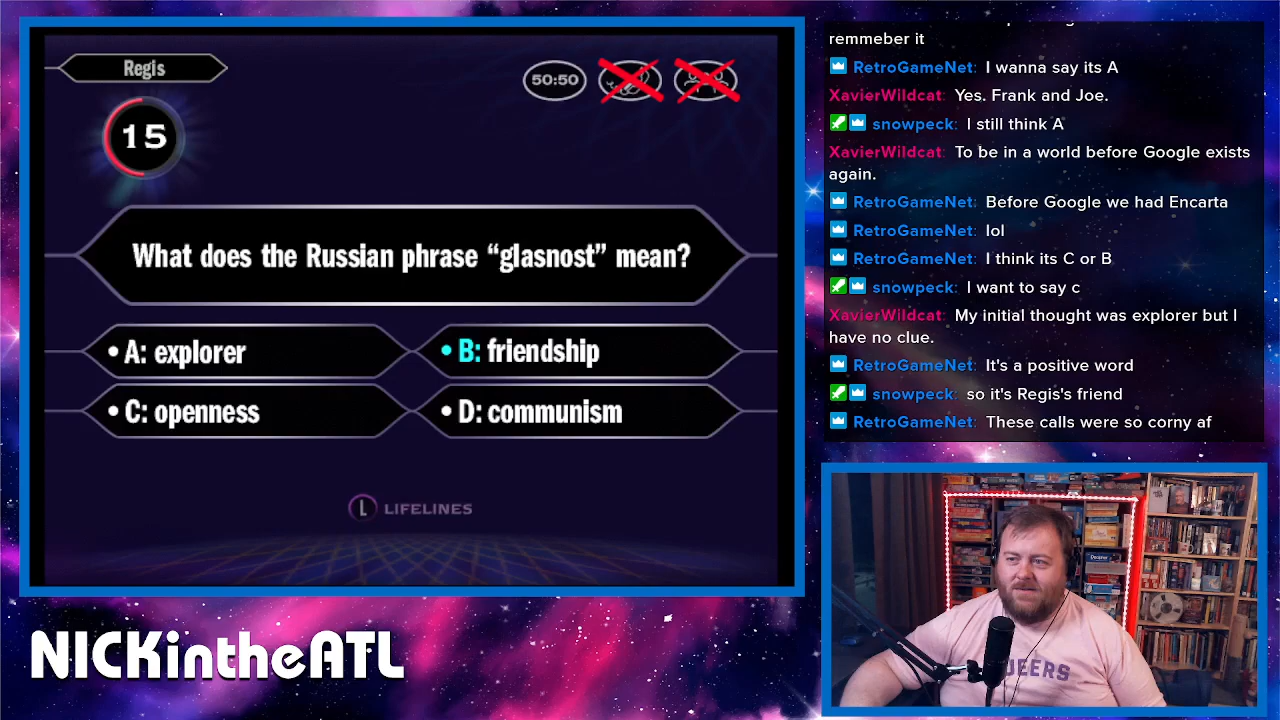 Regis
50:50
15
What does the Russian phrase “glasnost” mean?
• A: explorer
• B: friendship
• C: openness
• D: communism
L LIFELINES
NICKintheATL
remmeber it
RetroGameNet: I wanna say its A
XavierWildcat: Yes. Frank and Joe.
snowpeck: I still think A
XavierWildcat: To be in a world before Google exists
again.
RetroGameNet: Before Google we had Encarta
RetroGameNet: lol
RetroGameNet: I think its C or B
snowpeck: I want to say c
XavierWildcat: My initial thought was explorer but I
have no clue.
RetroGameNet: It's a positive word
snowpeck: so it's Regis's friend
RetroGameNet: These calls were so corny af